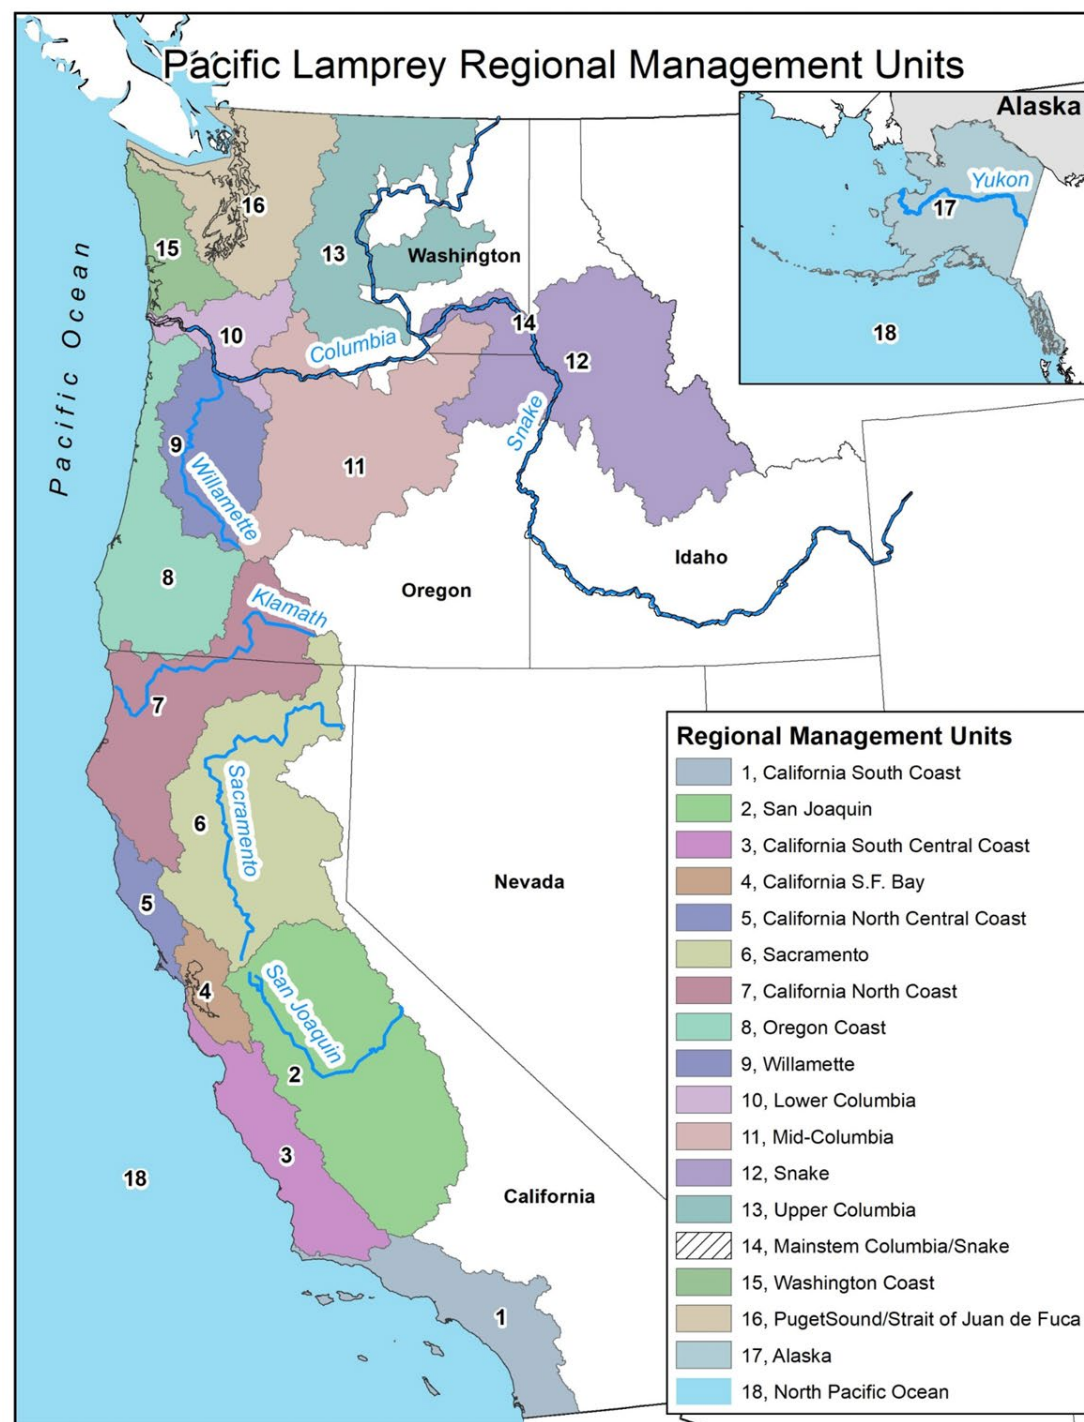 Pacific Lamprey Regional Management Units
Alaska
Yukon
17
18
16
15
13
Washington
10
14
Columbia
12
Pacific Ocean
Snake
9
11
Willamette
8
Oregon
Idaho
Klamath
7
Sacramento
6
Nevada
5
4
San Joaquin
2
3
18
California
1
Regional Management Units
1, California South Coast
2, San Joaquin
3, California South Central Coast
4, California S.F. Bay
5, California North Central Coast
6, Sacramento
7, California North Coast
8, Oregon Coast
9, Willamette
10, Lower Columbia
11, Mid-Columbia
12, Snake
13, Upper Columbia
14, Mainstem Columbia/Snake
15, Washington Coast
16, PugetSound/Strait of Juan de Fuca
17, Alaska
18, North Pacific Ocean